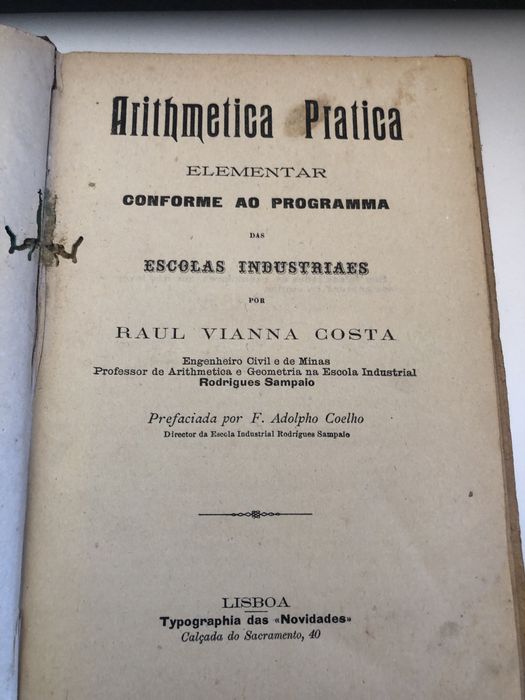 Arithmetica Pratica
ELEMENTAR
CONFORME AO PROGRAMMA
DAS
ESCOLAS INDUSTRIAES
POR
RAUL VIANNA COSTA
Engenheiro Civil e de Minas
Professor de Arithmetica e Geometria na Escola Industrial
Rodrigues Sampaio
Prefaciada por F. Adolpho Coelho
Director da Escola Industrial Rodrigues Sampaio
LISBOA
Typographia das «Novidades»
Calçada do Sacramento, 40